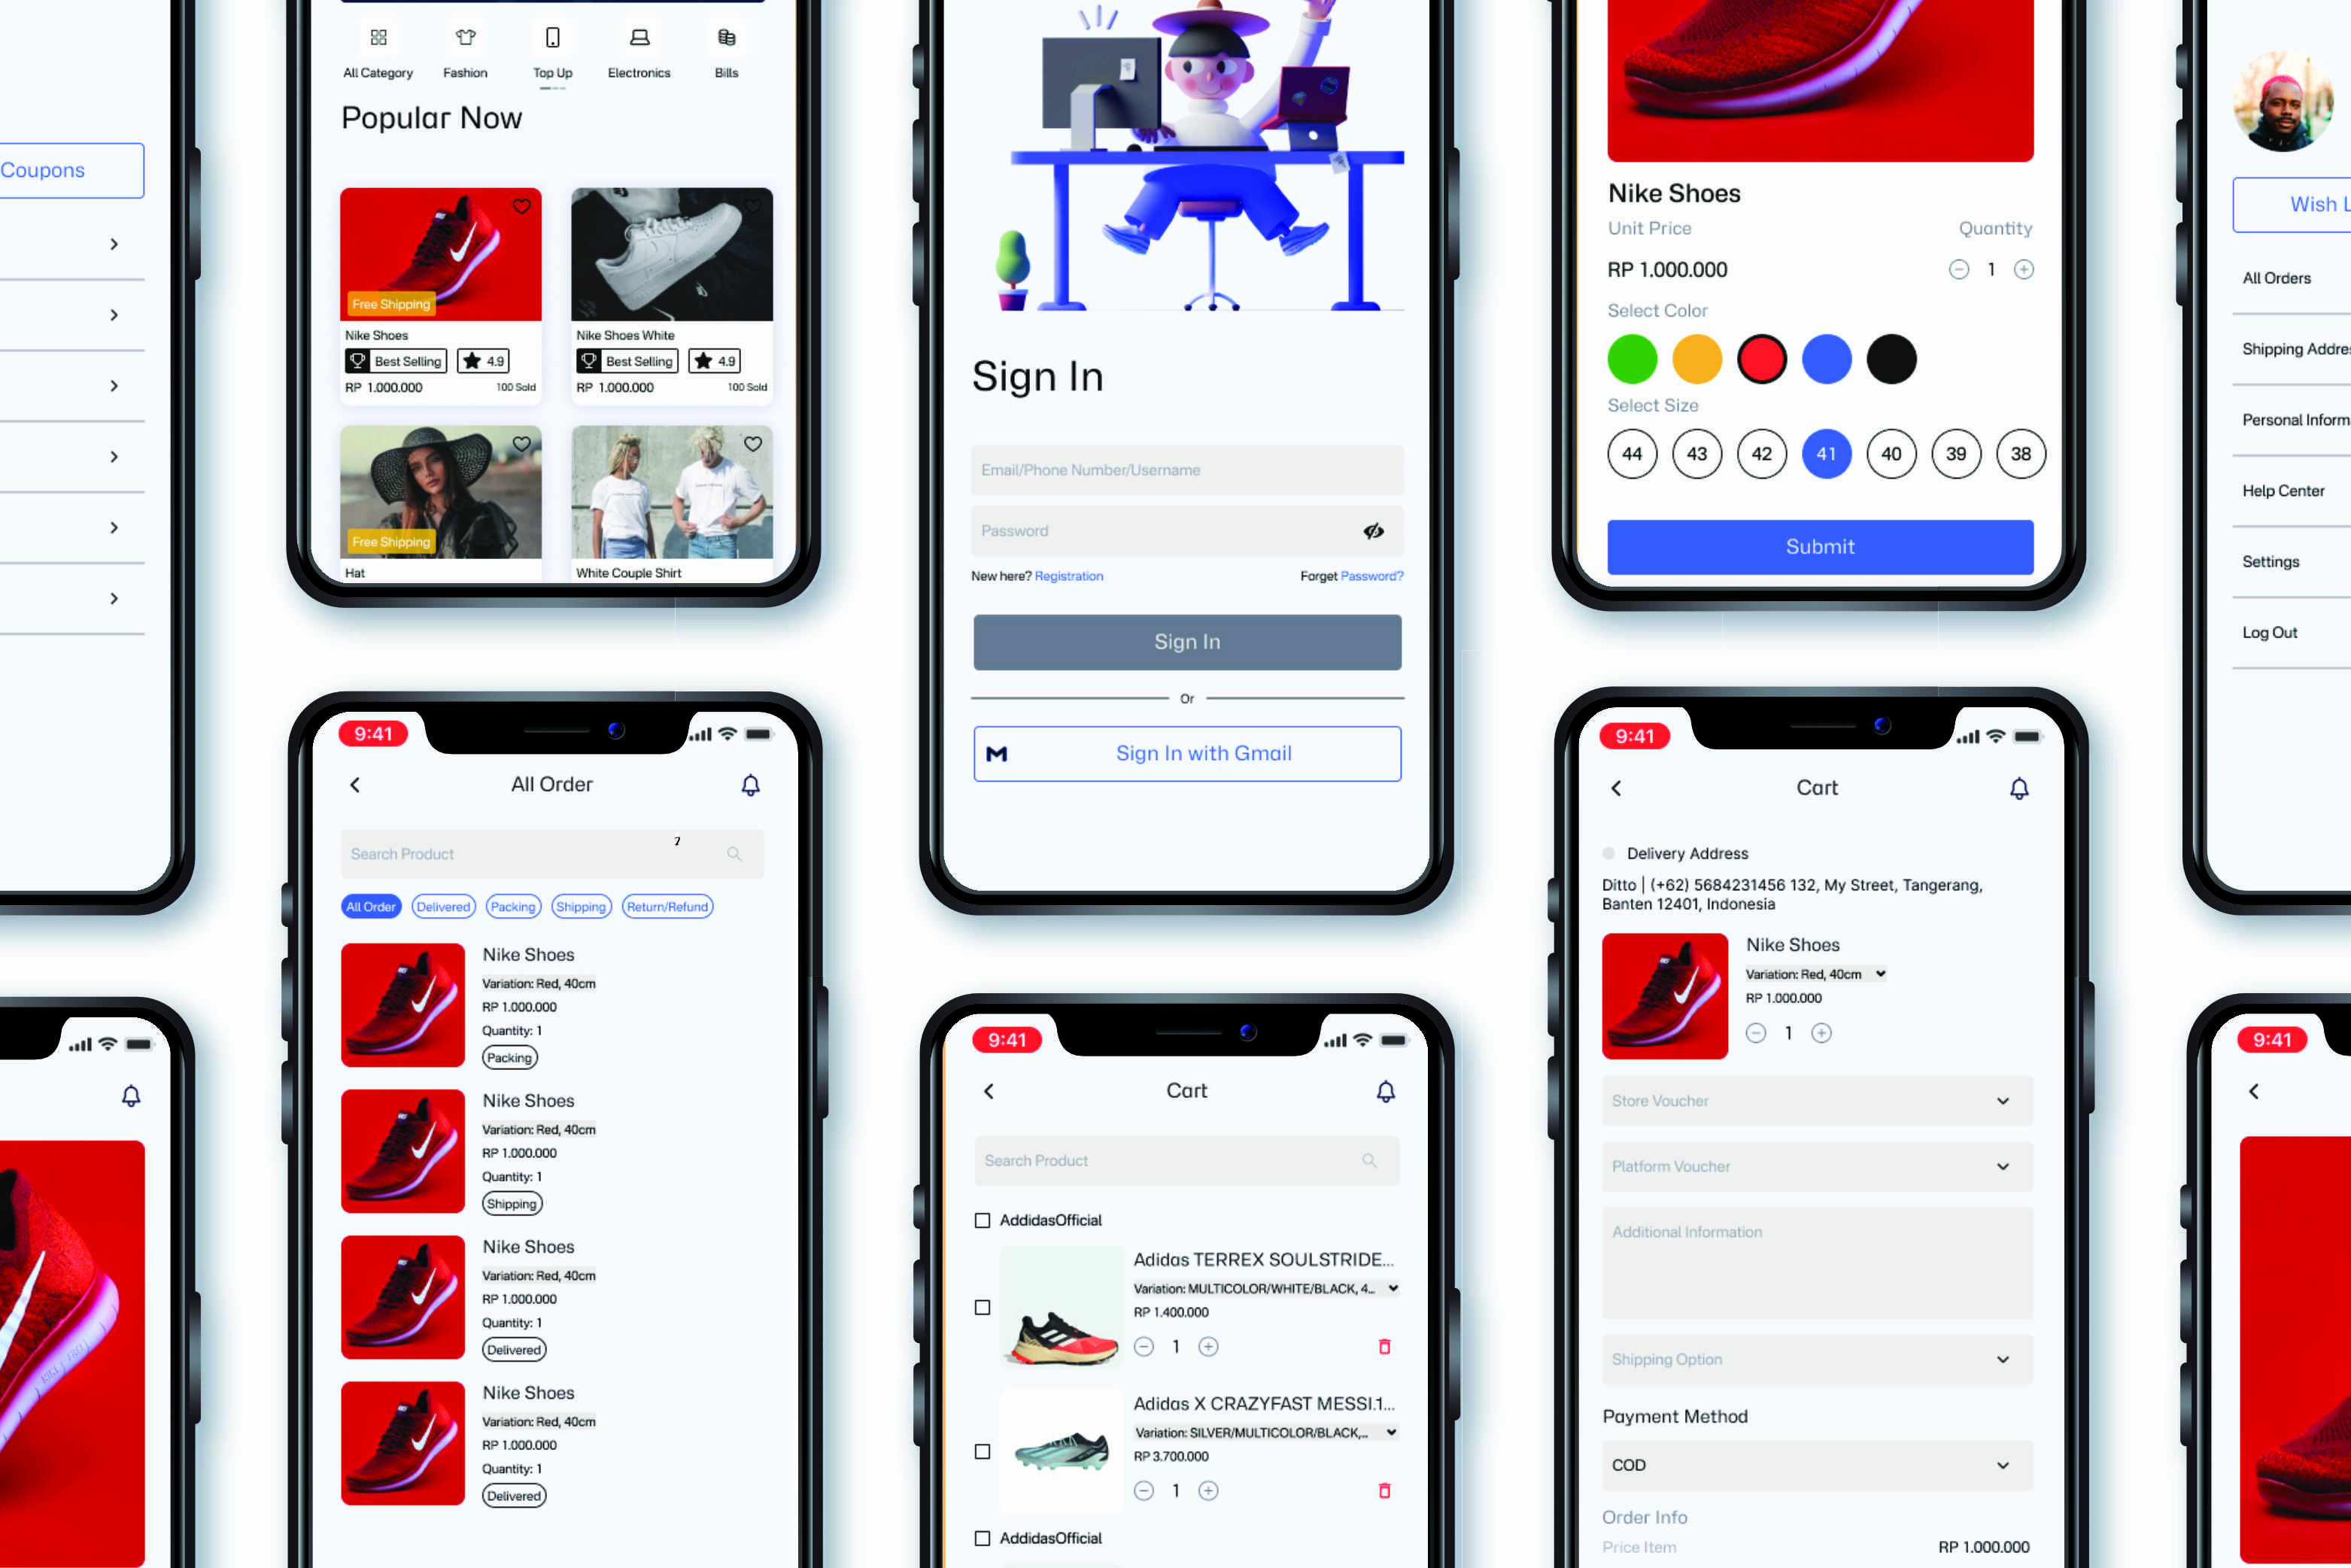 Coupons
All Category
Fashion
Top Up
Electronics
Bills
Popular Now
Free Shipping
Nike Shoes
Best Selling
4.9
RP 1.000.000
100 Sold
Nike Shoes White
Best Selling
4.9
RP 1.000.000
100 Sold
Free Shipping
Hat
White Couple Shirt
Sign In
Email/Phone Number/Username
Password
New here? Registration
Forget Password?
Sign In
Or
Sign In with Gmail
Nike Shoes
Unit Price
Quantity
RP 1.000.000
1
Select Color
Select Size
44
43
42
41
40
39
38
Submit
Wish L
All Orders
Shipping Addre
Personal Inform
Help Center
Settings
Log Out
9:41
All Order
Search Product
7
All Order
Delivered
Packing
Shipping
Return/Refund
Nike Shoes
Variation: Red, 40cm
RP 1.000.000
Quantity: 1
Packing
Nike Shoes
Variation: Red, 40cm
RP 1.000.000
Quantity: 1
Shipping
Nike Shoes
Variation: Red, 40cm
RP 1.000.000
Quantity: 1
Delivered
Nike Shoes
Variation: Red, 40cm
RP 1.000.000
Quantity: 1
Delivered
9:41
Cart
Search Product
AddidasOfficial
Adidas TERREX SOULSTRIDE...
Variation: MULTICOLOR/WHITE/BLACK, 4...
RP 1.400.000
1
Adidas X CRAZYFAST MESSI.1...
Variation: SILVER/MULTICOLOR/BLACK,...
RP 3.700.000
1
AddidasOfficial
9:41
Cart
Delivery Address
Ditto | (+62) 5684231456 132, My Street, Tangerang,
Banten 12401, Indonesia
Nike Shoes
Variation: Red, 40cm
RP 1.000.000
1
Store Voucher
Platform Voucher
Additional Information
Shipping Option
Payment Method
COD
Order Info
Price Item
RP 1.000.000
9:41